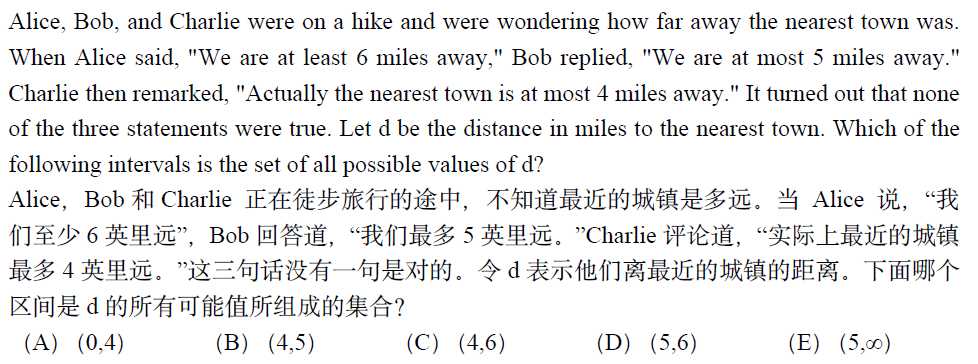 Alice, Bob, and Charlie were on a hike and were wondering how far away the nearest town was.
When Alice said, "We are at least 6 miles away," Bob replied, "We are at most 5 miles away."
Charlie then remarked, "Actually the nearest town is at most 4 miles away." It turned out that none
of the three statements were true. Let d be the distance in miles to the nearest town. Which of the
following intervals is the set of all possible values of d?
Alice，Bob 和 Charlie 正在徒步旅行的途中，不知道最近的城镇是多远。当 Alice 说，“我
们至少 6 英里远”，Bob 回答道，“我们最多 5 英里远。”Charlie 评论道，“实际上最近的城镇
最多 4 英里远。”这三句话没有一句是对的。令 d 表示他们离最近的城镇的距离。下面哪个
区间是 d 的所有可能值所组成的集合？
（A） (0,4) （B） (4,5) （C） (4,6) （D） (5,6) （E） (5,∞)